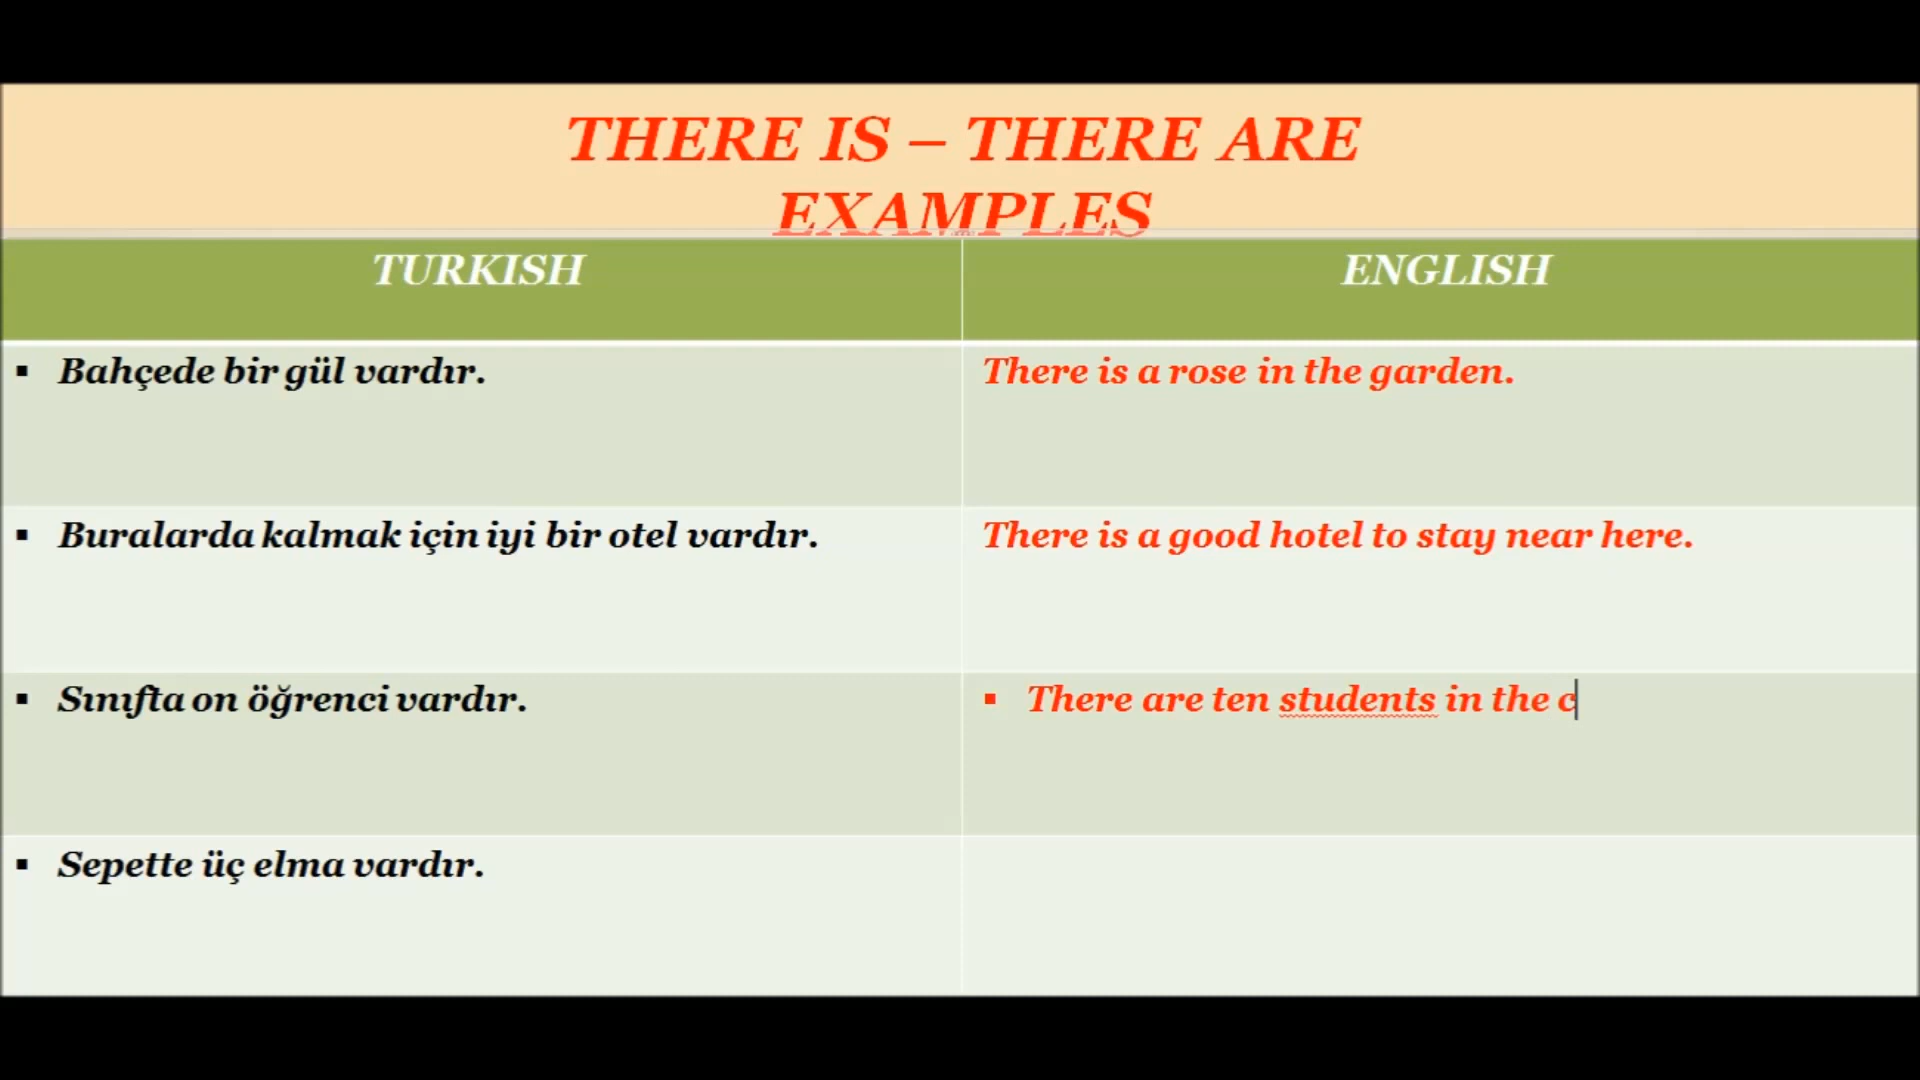 THERE IS – THERE ARE
EXAMPLES
TURKISH
ENGLISH
▪ Bahçede bir gül vardır.
There is a rose in the garden.
▪ Buralarda kalmak için iyi bir otel vardır.
There is a good hotel to stay near here.
▪ Sınıfta on öğrenci vardır.
▪ There are ten students in the c
▪ Sepette üç elma vardır.